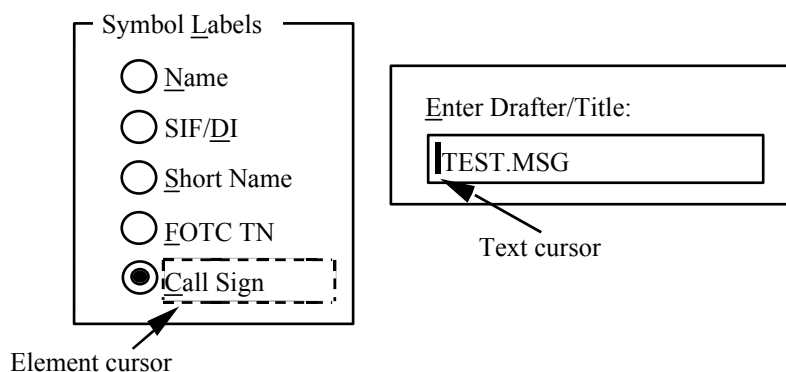 Symbol Labels
Name
SIF/DI
Short Name
FOTC TN
Call Sign
Element cursor
Enter Drafter/Title:
TEST.MSG
Text cursor